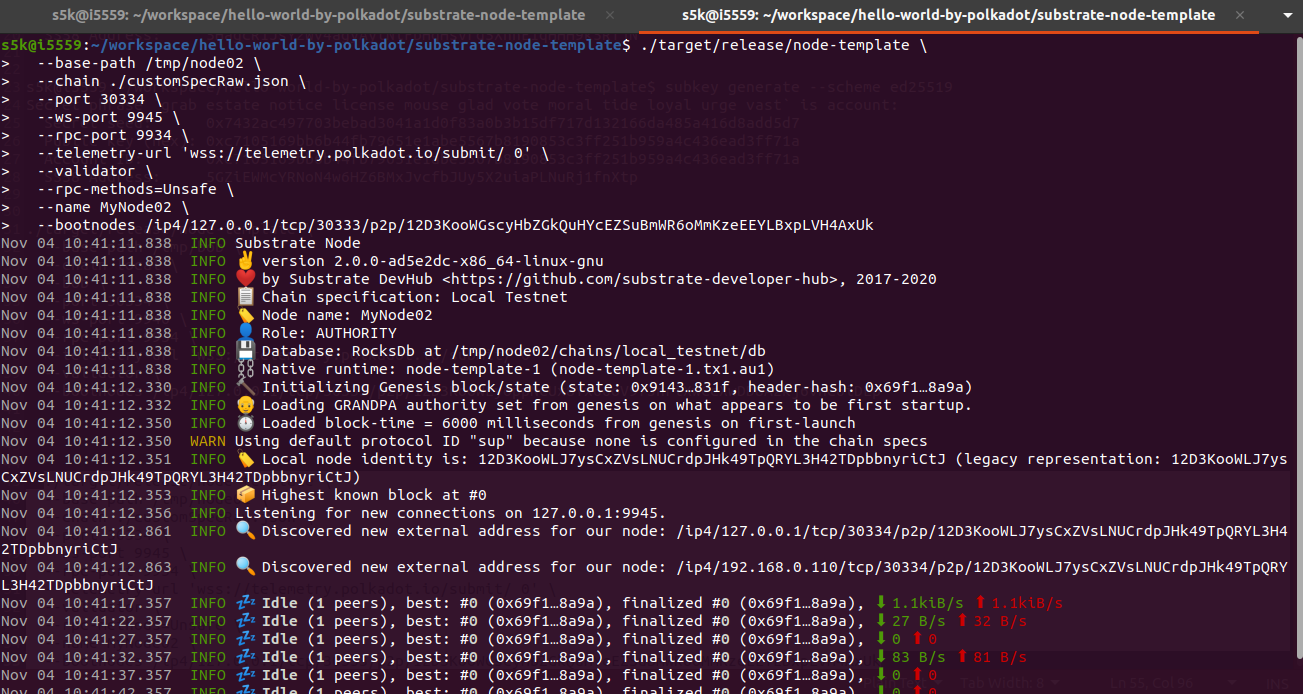 s5k@i5559: ~/workspace/hello-world-by-polkadot/substrate-node-template × s5k@i5559: ~/workspace/hello-world-by-polkadot/substrate-node-template ×
s5k@i5559:~/workspace/hello-world-by-polkadot/substrate-node-template$ ./target/release/node-template \
> --base-path /tmp/node02 \
> --chain ./customSpecRaw.json \
> --port 30334 \
> --ws-port 9945 \
> --rpc-port 9934 \
> --telemetry-url 'wss://telemetry.polkadot.io/submit/ 0' \
> --validator \
> --rpc-methods=Unsafe \
> --name MyNode02 \
> --bootnodes /ip4/127.0.0.1/tcp/30333/p2p/12D3KooWGscyHbZGkQuHYcEZSuBmWR6oMmKzeEEYLBxpLVH4AxUk
Nov 04 10:41:11.838 INFO Substrate Node
Nov 04 10:41:11.838 INFO ✌️ version 2.0.0-ad5e2dc-x86_64-linux-gnu
Nov 04 10:41:11.838 INFO ❤️ by Substrate DevHub <https://github.com/substrate-developer-hub>, 2017-2020
Nov 04 10:41:11.838 INFO 📋 Chain specification: Local Testnet
Nov 04 10:41:11.838 INFO 🏷 Node name: MyNode02
Nov 04 10:41:11.838 INFO 👤 Role: AUTHORITY
Nov 04 10:41:11.838 INFO 💾 Database: RocksDb at /tmp/node02/chains/local_testnet/db
Nov 04 10:41:11.838 INFO ⛓ Native runtime: node-template-1 (node-template-1.tx1.au1)
Nov 04 10:41:12.330 INFO 🔨 Initializing Genesis block/state (state: 0x9143…831f, header-hash: 0x69f1…8a9a)
Nov 04 10:41:12.332 INFO 👴 Loading GRANDPA authority set from genesis on what appears to be first startup.
Nov 04 10:41:12.350 INFO ⏱ Loaded block-time = 6000 milliseconds from genesis on first-launch
Nov 04 10:41:12.350 WARN Using default protocol ID "sup" because none is configured in the chain specs
Nov 04 10:41:12.351 INFO 🏷 Local node identity is: 12D3KooWLJ7ysCxZVsLNUCrdpJHk49TpQRYL3H42TDpbbnyriCtJ (legacy representation: 12D3KooWLJ7ys
CxZVsLNUCrdpJHk49TpQRYL3H42TDpbbnyriCtJ)
Nov 04 10:41:12.353 INFO 📦 Highest known block at #0
Nov 04 10:41:12.356 INFO Listening for new connections on 127.0.0.1:9945.
Nov 04 10:41:12.861 INFO 🔍 Discovered new external address for our node: /ip4/127.0.0.1/tcp/30334/p2p/12D3KooWLJ7ysCxZVsLNUCrdpJHk49TpQRYL3H4
2TDpbbnyriCtJ
Nov 04 10:41:12.863 INFO 🔍 Discovered new external address for our node: /ip4/192.168.0.110/tcp/30334/p2p/12D3KooWLJ7ysCxZVsLNUCrdpJHk49TpQRY
L3H42TDpbbnyriCtJ
Nov 04 10:41:17.357 INFO 💤 Idle (1 peers), best: #0 (0x69f1…8a9a), finalized #0 (0x69f1…8a9a), ⬇ 1.1kiB/s ⬆ 1.1kiB/s
Nov 04 10:41:22.357 INFO 💤 Idle (1 peers), best: #0 (0x69f1…8a9a), finalized #0 (0x69f1…8a9a), ⬇ 27 B/s ⬆ 32 B/s
Nov 04 10:41:27.357 INFO 💤 Idle (1 peers), best: #0 (0x69f1…8a9a), finalized #0 (0x69f1…8a9a), ⬇ 0 ⬆ 0
Nov 04 10:41:32.357 INFO 💤 Idle (1 peers), best: #0 (0x69f1…8a9a), finalized #0 (0x69f1…8a9a), ⬇ 83 B/s ⬆ 81 B/s
Nov 04 10:41:37.357 INFO 💤 Idle (1 peers), best: #0 (0x69f1…8a9a), finalized #0 (0x69f1…8a9a), ⬇ 0 ⬆ 0
Nov 04 10:41:42.357 INFO 💤 Idle (1 peers), best: #0 (0x69f1…8a9a), finalized #0 (0x69f1…8a9a), ⬇ 0 ⬆ 0